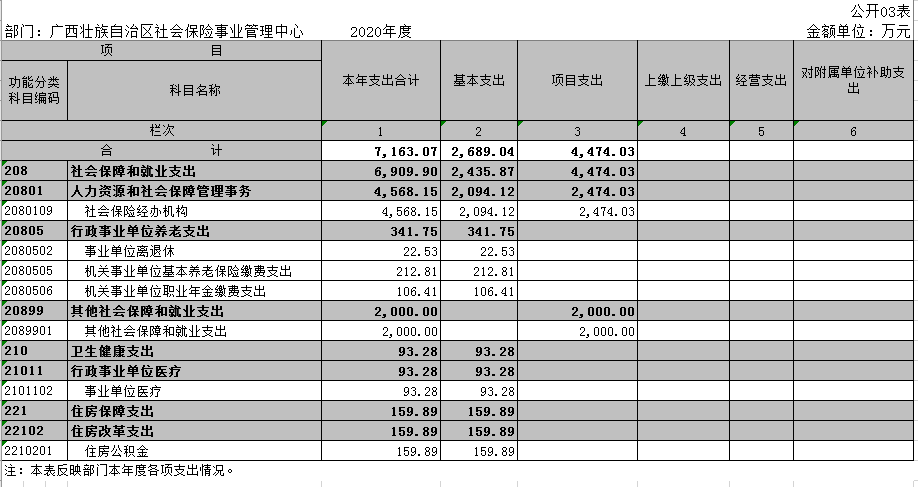 公开03表
部门：广西壮族自治区社会保险事业管理中心 2020年度 金额单位：万元
项 目 本年支出合计 基本支出 项目支出 上缴上级支出 经营支出 对附属单位补助支出
功能分类科目编码 科目名称
栏次 1 2 3 4 5 6
合 计 7,163.07 2,689.04 4,474.03
208 社会保障和就业支出 6,909.90 2,435.87 4,474.03
20801 人力资源和社会保障管理事务 4,568.15 2,094.12 2,474.03
2080109 社会保险经办机构 4,568.15 2,094.12 2,474.03
20805 行政事业单位养老支出 341.75 341.75
2080502 事业单位离退休 22.53 22.53
2080505 机关事业单位基本养老保险缴费支出 212.81 212.81
2080506 机关事业单位职业年金缴费支出 106.41 106.41
20899 其他社会保障和就业支出 2,000.00 2,000.00
2089901 其他社会保障和就业支出 2,000.00 2,000.00
210 卫生健康支出 93.28 93.28
21011 行政事业单位医疗 93.28 93.28
2101102 事业单位医疗 93.28 93.28
221 住房保障支出 159.89 159.89
22102 住房改革支出 159.89 159.89
2210201 住房公积金 159.89 159.89
注：本表反映部门本年度各项支出情况。